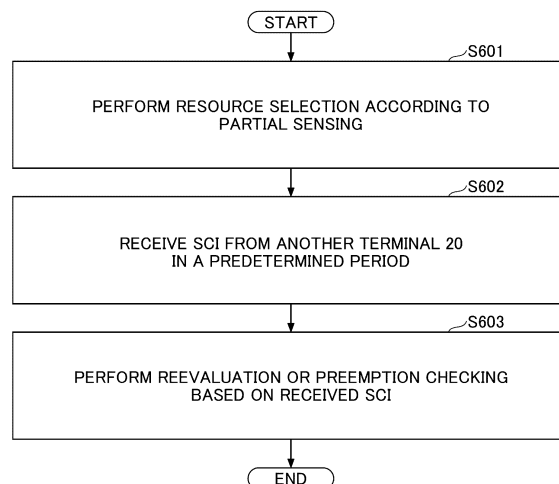 START
S601
PERFORM RESOURCE SELECTION ACCORDING TO
PARTIAL SENSING
S602
RECEIVE SCI FROM ANOTHER TERMINAL 20
IN A PREDETERMINED PERIOD
S603
PERFORM REEVALUATION OR PREEMPTION CHECKING
BASED ON RECEIVED SCI
END